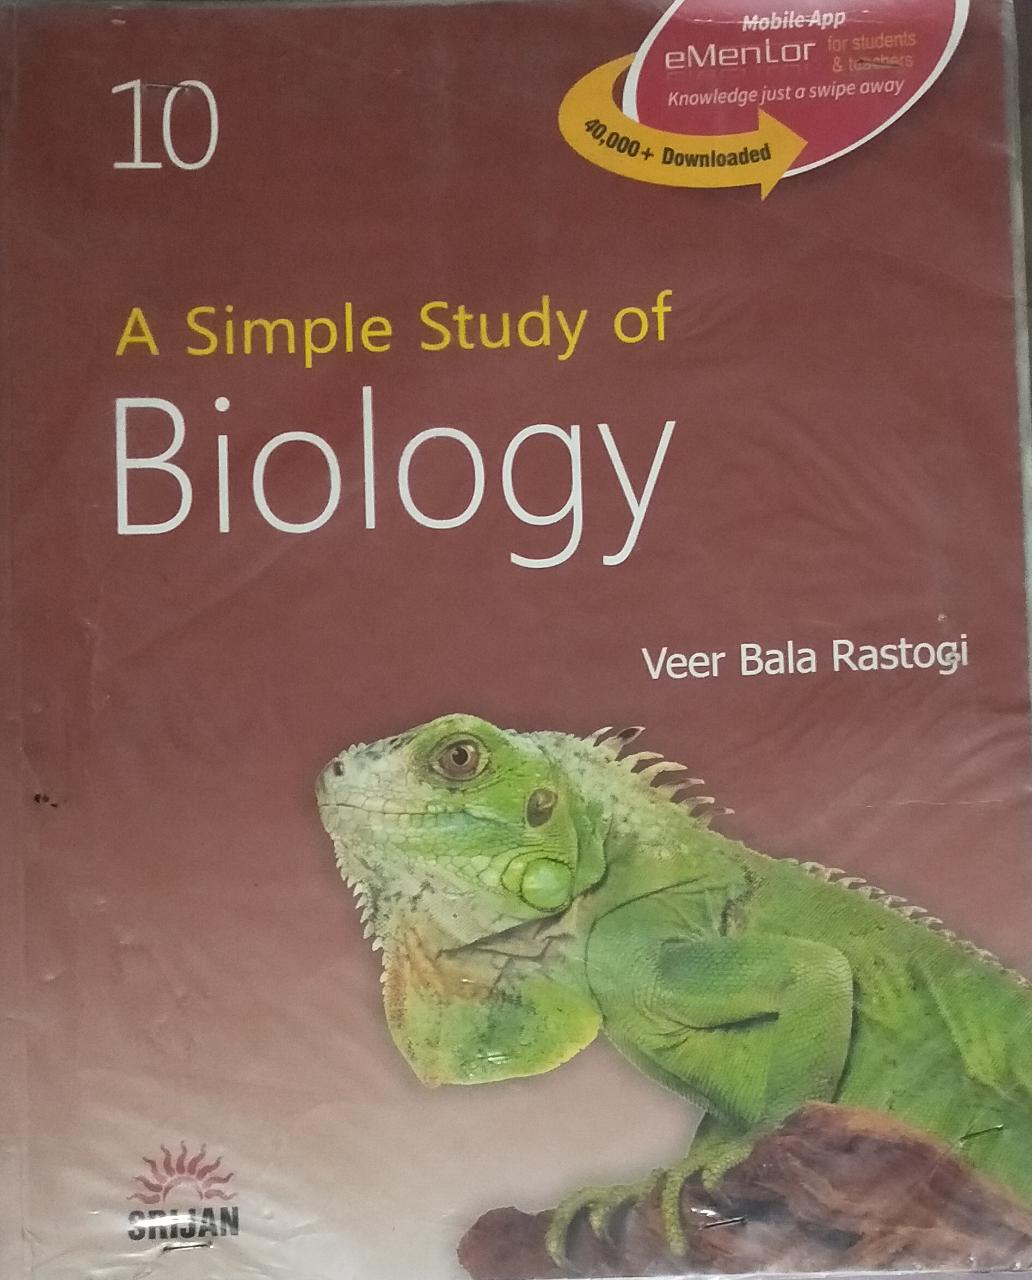 Mobile App
eMentor for students
& teachers
Knowledge just a swipe away
40,000+ Downloaded
10
A Simple Study of
Biology
Veer Bala Rastogi
SRIJAN